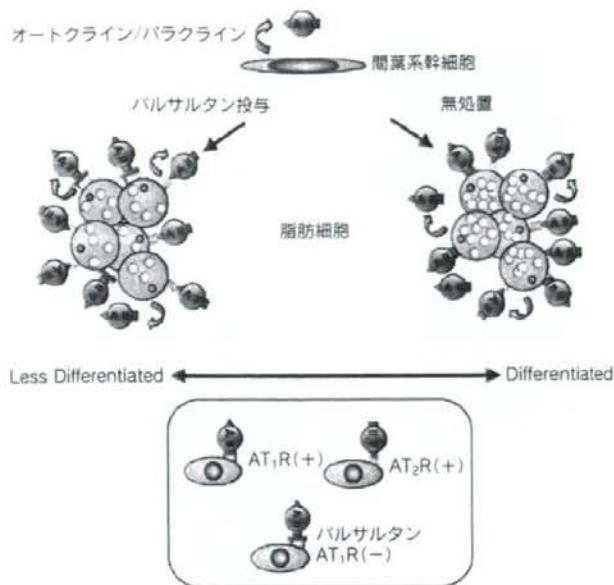 オートクライン/パラクライン
間葉系幹細胞
バルサルタン投与
無処置
脂肪細胞
Less Differentiated
Differentiated
AT₁R(+)
AT₂R(+)
バルサルタン
AT₁R(−)